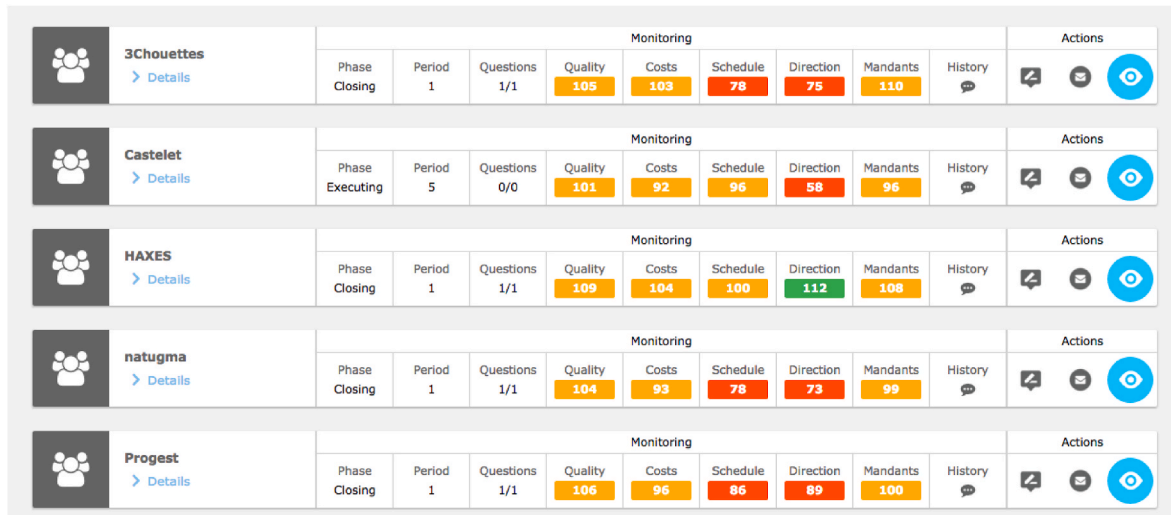 Monitoring Actions
3Chouettes
Details
Phase Period Questions Quality Costs Schedule Direction Mandants History
Closing 1 1/1 105 103 78 75 110
Monitoring Actions
Castelet
Details
Phase Period Questions Quality Costs Schedule Direction Mandants History
Executing 5 0/0 101 92 96 58 96
Monitoring Actions
HAXES
Details
Phase Period Questions Quality Costs Schedule Direction Mandants History
Closing 1 1/1 109 104 100 112 108
Monitoring Actions
natugma
Details
Phase Period Questions Quality Costs Schedule Direction Mandants History
Closing 1 1/1 104 93 78 73 99
Monitoring Actions
Progest
Details
Phase Period Questions Quality Costs Schedule Direction Mandants History
Closing 1 1/1 106 96 86 89 100